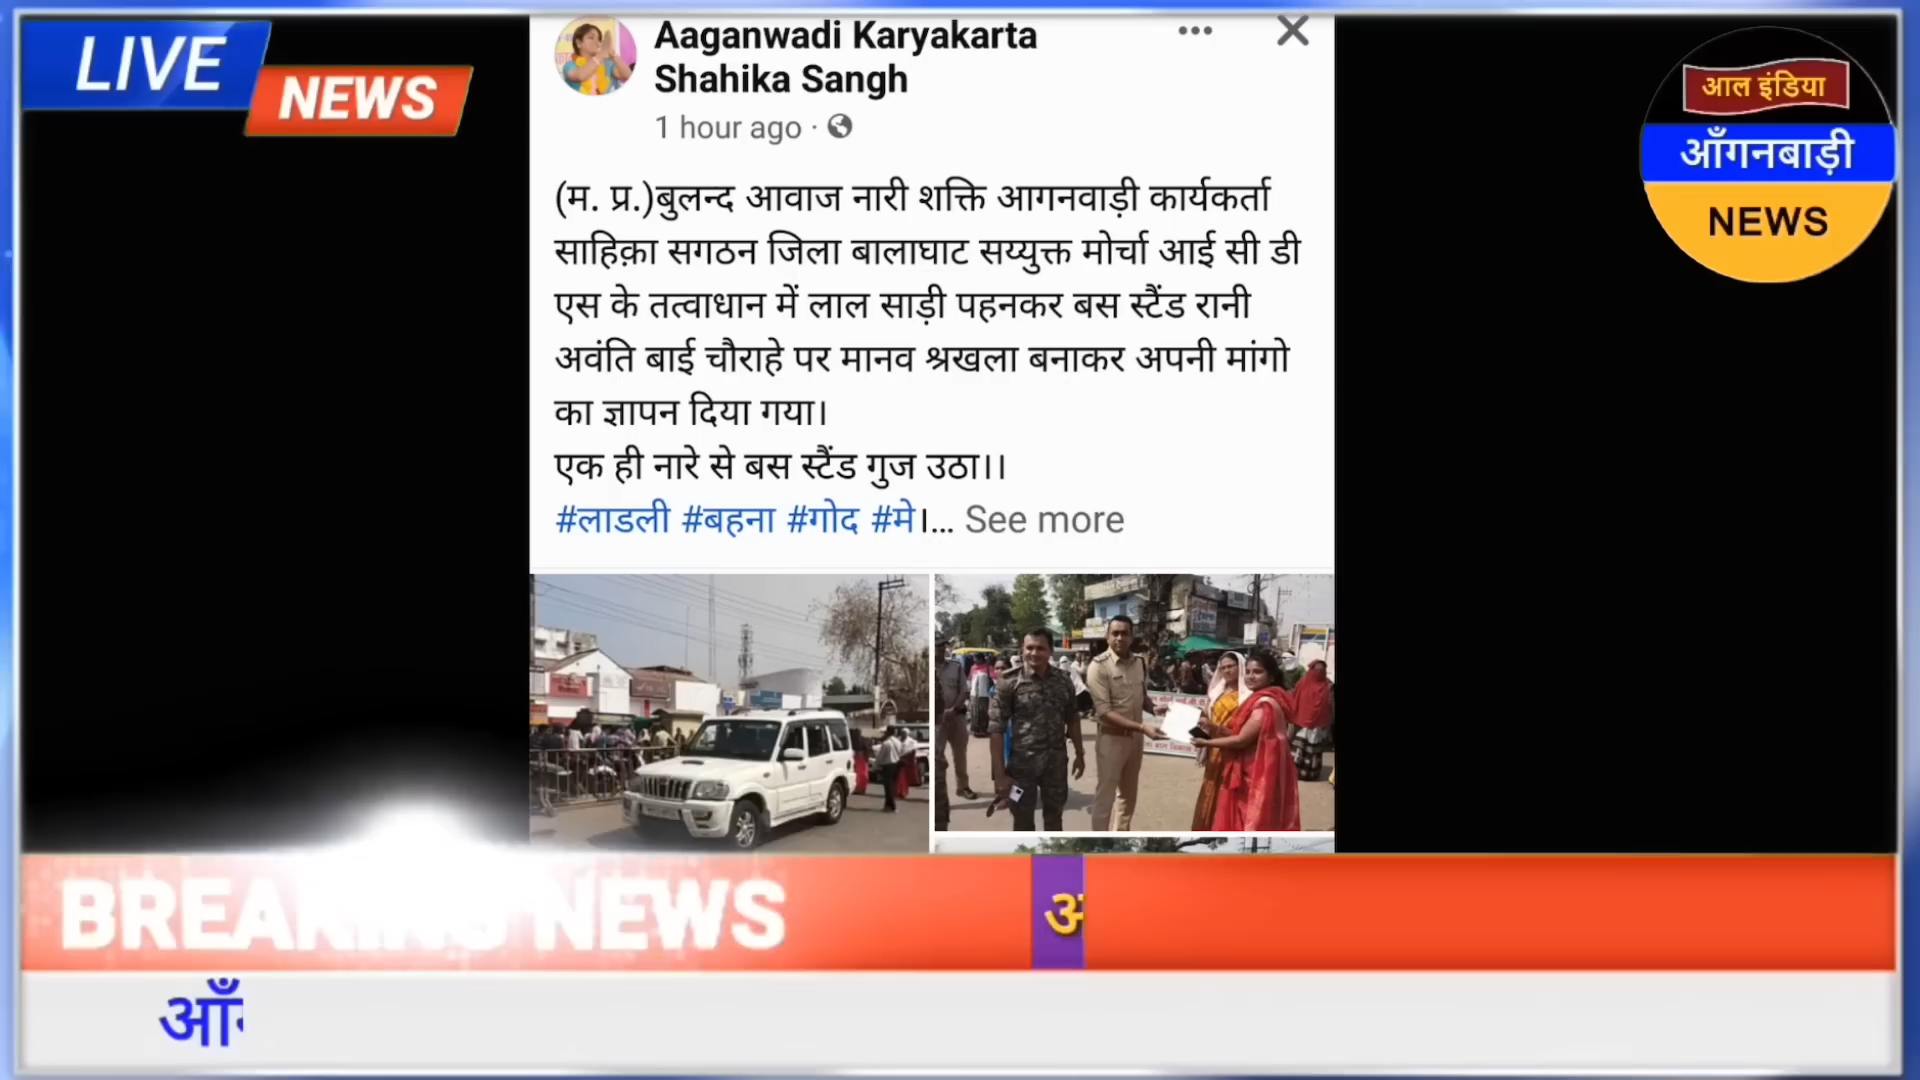 LIVE
NEWS
Aaganwadi Karyakarta
Shahika Sangh
1 hour ago ·
आल इंडिया
आँगनबाड़ी
NEWS
(म. प्र.)बुलन्द आवाज नारी शक्ति आगनवाड़ी कार्यकर्ता
साहिक़ा सगठन जिला बालाघाट सय्युक्त मोर्चा आई सी डी
एस के तत्वाधान में लाल साड़ी पहनकर बस स्टैंड रानी
अवंति बाई चौराहे पर मानव श्रखला बनाकर अपनी मांगो
का ज्ञापन दिया गया।
एक ही नारे से बस स्टैंड गुज उठा।।
#लाडली #बहना #गोद #मे।... See more
BREAKING NEWS